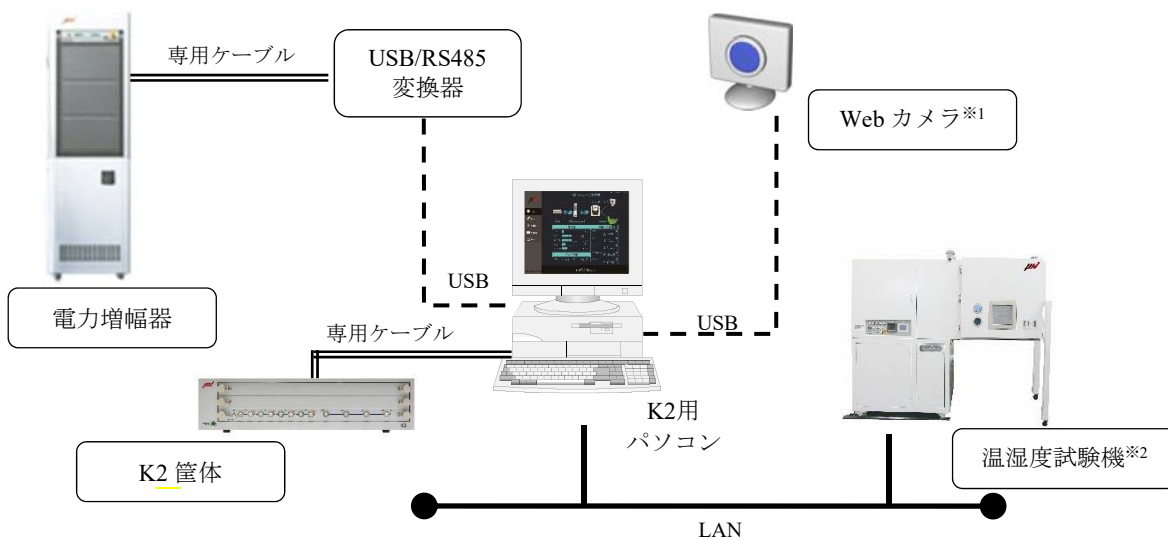 専用ケーブル
USB/RS485
変換器
Web カメラ※1
USB
電力増幅器
専用ケーブル
USB
K2用
パソコン
K2 筐体
温湿度試験機※2
LAN